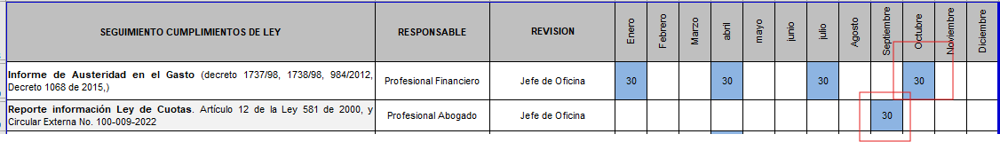 SEGUIMIENTO CUMPLIMIENTOS DE LEY RESPONSABLE REVISION Enero Febrero Marzo abril mayo junio julio Agosto Septiembre Octubre Noviembre Diciembre
Informe de Austeridad en el Gasto (decreto 1737/98, 1738/98, 984/2012,
Decreto 1068 de 2015,) Profesional Financiero Jefe de Oficina 30 30 30 30
Reporte información Ley de Cuotas. Artículo 12 de la Ley 581 de 2000, y
Circular Externa No. 100-009-2022 Profesional Abogado Jefe de Oficina 30